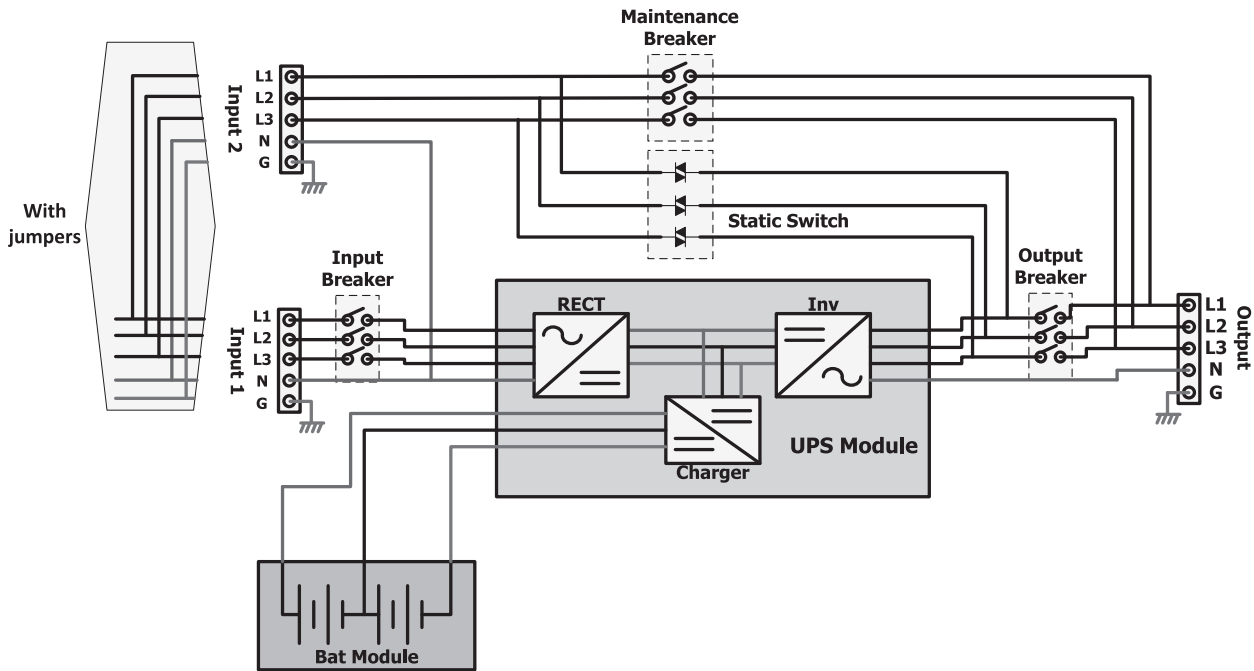 Maintenance
Breaker
With
jumpers
Input 2
L1
L2
L3
N
G
Static Switch
Input
Breaker
Output
Breaker
Input 1
L1
L2
L3
N
G
RECT
Inv
Charger
UPS Module
L1
L2
L3
N
G
Output
Bat Module